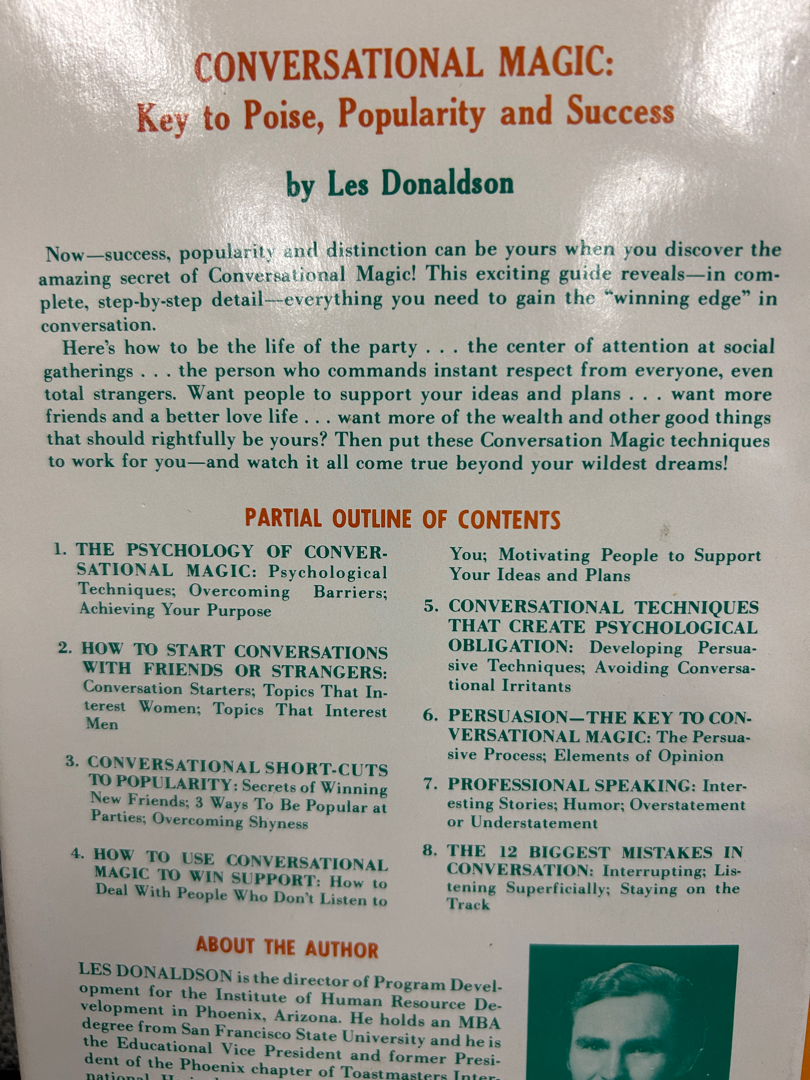 CONVERSATIONAL MAGIC:
Key to Poise, Popularity and Success
by Les Donaldson
Now—success, popularity and distinction can be yours when you discover the
amazing secret of Conversational Magic! This exciting guide reveals—in com-
plete, step-by-step detail—everything you need to gain the “winning edge” in
conversation.
Here's how to be the life of the party . . . the center of attention at social
gatherings . . . the person who commands instant respect from everyone, even
total strangers. Want people to support your ideas and plans . . . want more
friends and a better love life . . . want more of the wealth and other good things
that should rightfully be yours? Then put these Conversation Magic techniques
to work for you—and watch it all come true beyond your wildest dreams!
PARTIAL OUTLINE OF CONTENTS
1. THE PSYCHOLOGY OF CONVER-
SATIONAL MAGIC: Psychological
Techniques; Overcoming Barriers;
Achieving Your Purpose
2. HOW TO START CONVERSATIONS
WITH FRIENDS OR STRANGERS:
Conversation Starters; Topics That In-
terest Women; Topics That Interest
Men
3. CONVERSATIONAL SHORT-CUTS
TO POPULARITY: Secrets of Winning
New Friends; 3 Ways To Be Popular at
Parties; Overcoming Shyness
4. HOW TO USE CONVERSATIONAL
MAGIC TO WIN SUPPORT: How to
Deal With People Who Don't Listen to
You; Motivating People to Support
Your Ideas and Plans
5. CONVERSATIONAL TECHNIQUES
THAT CREATE PSYCHOLOGICAL
OBLIGATION: Developing Persua-
sive Techniques; Avoiding Conversa-
tional Irritants
6. PERSUASION—THE KEY TO CON-
VERSATIONAL MAGIC: The Persua-
sive Process; Elements of Opinion
7. PROFESSIONAL SPEAKING: Inter-
esting Stories; Humor; Overstatement
or Understatement
8. THE 12 BIGGEST MISTAKES IN
CONVERSATION: Interrupting; Lis-
tening Superficially; Staying on the
Track
ABOUT THE AUTHOR
LES DONALDSON is the director of Program Devel-
opment for the Institute of Human Resource De-
velopment in Phoenix, Arizona. He holds an MBA
degree from San Francisco State University and he is
the Educational Vice President and former Presi-
dent of the Phoenix chapter of Toastmasters Inter-